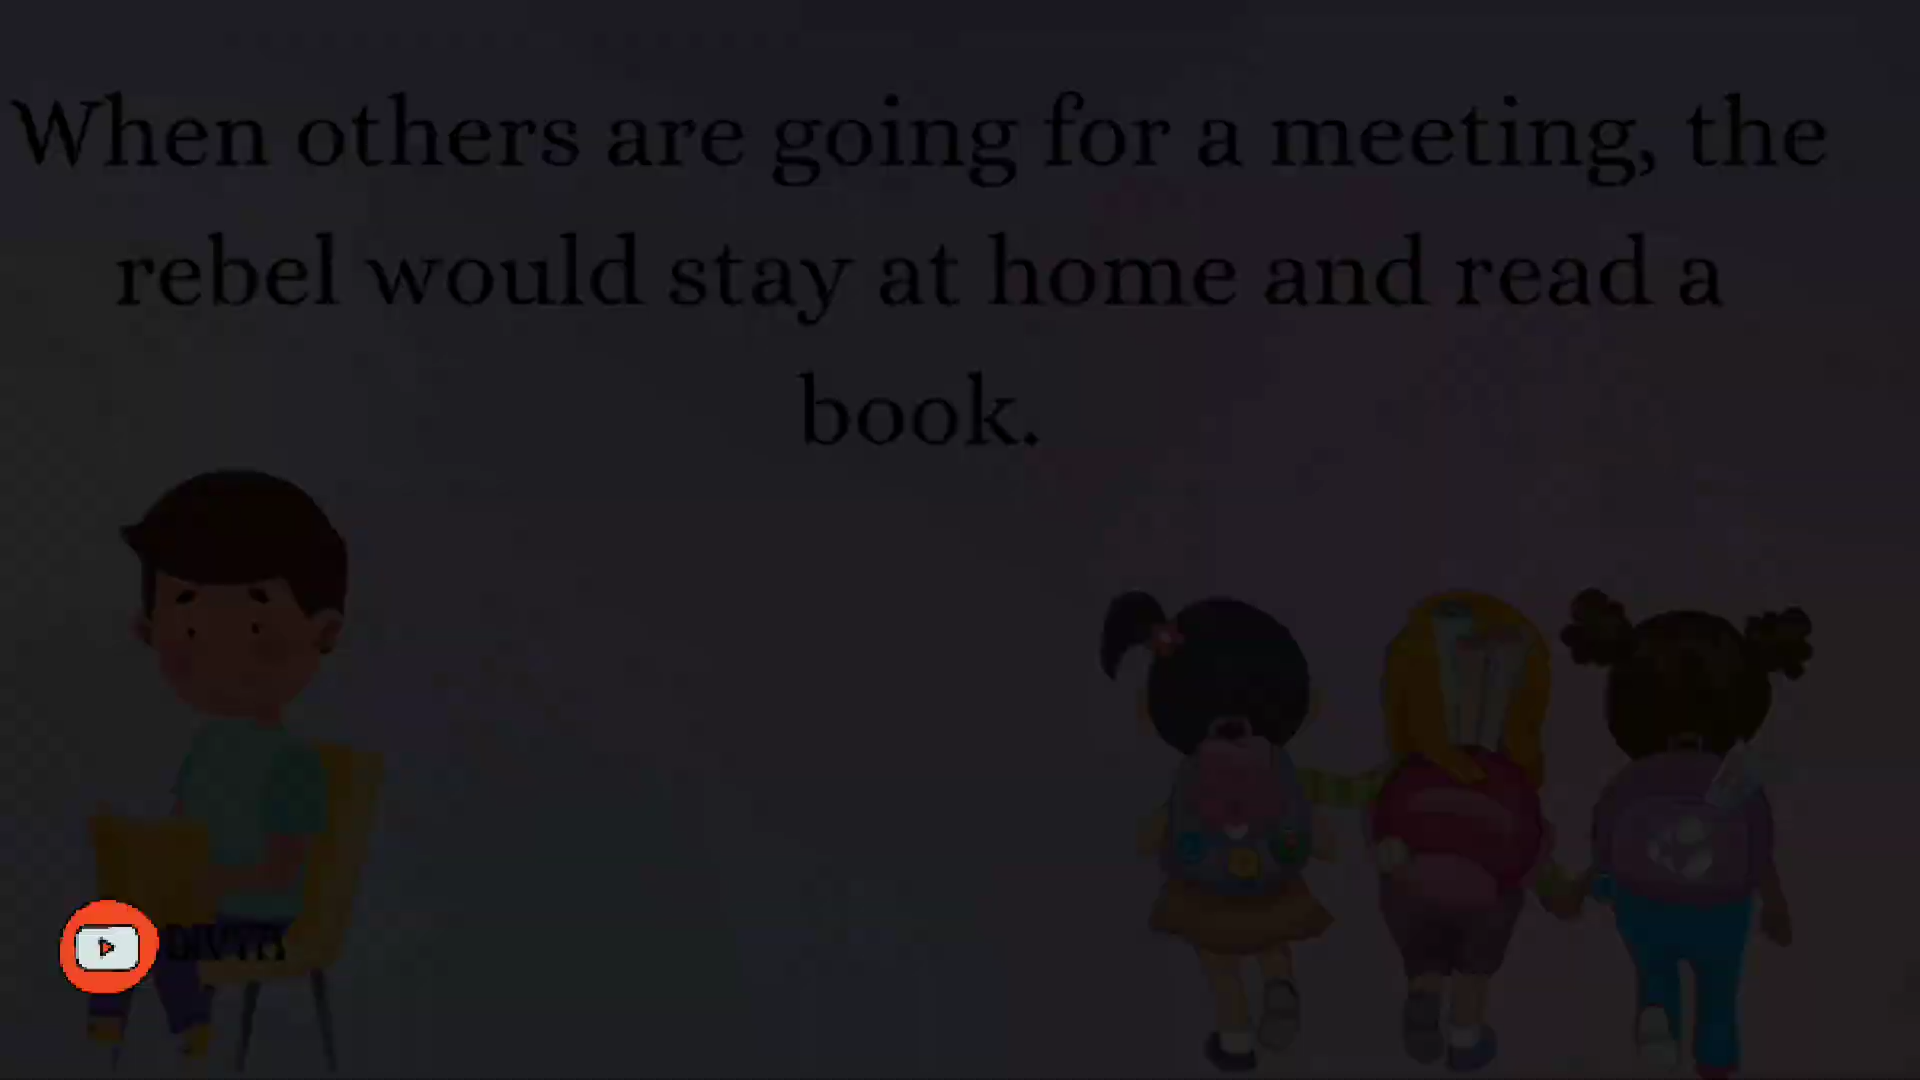 When others are going for a meeting, the
rebel would stay at home and read a
book.